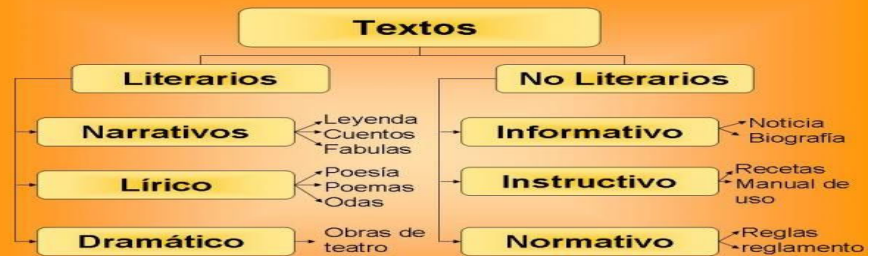 Textos
Literarios
Narrativos
Leyenda
Cuentos
Fabulas
Lírico
Poesía
Poemas
Odas
Dramático
Obras de
teatro
No Literarios
Informativo
Noticia
Biografía
Instructivo
Recetas
Manual de
uso
Normativo
Reglas
reglamento